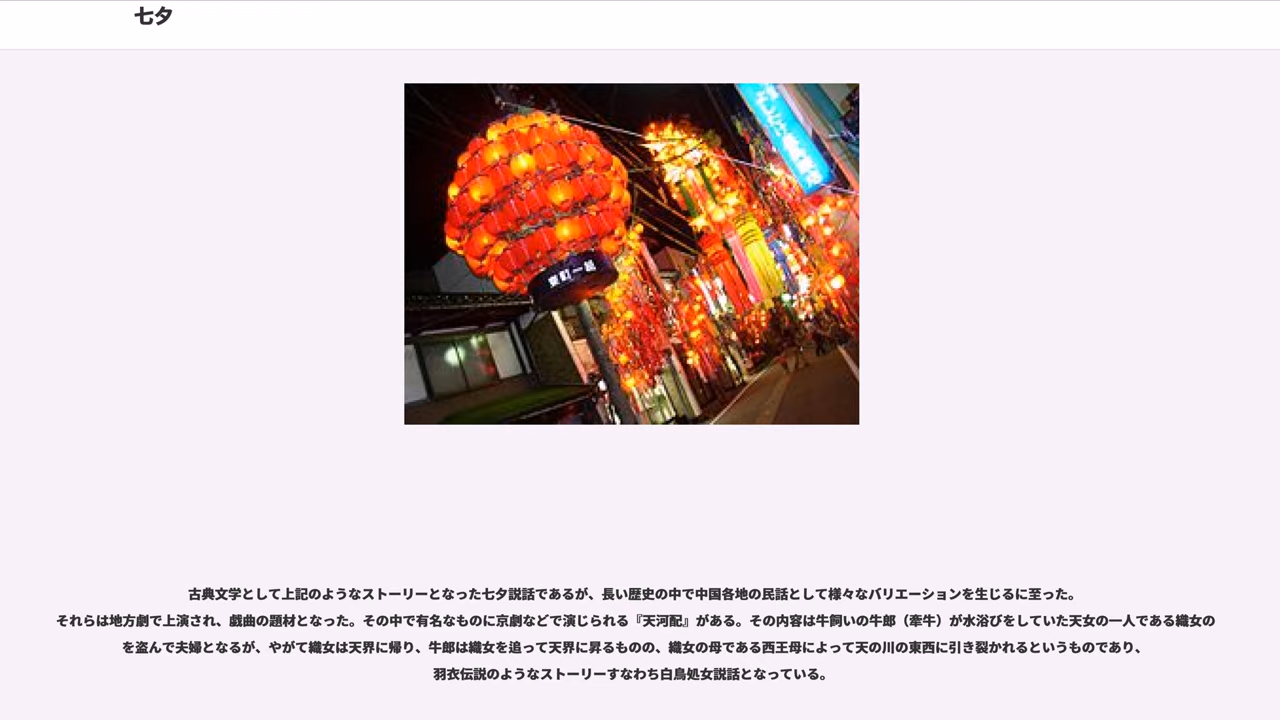 七夕
東町一起
古典文学として上記のようなストーリーとなった七夕説話であるが、長い歴史の中で中国各地の民話として様々なバリエーションを生じるに至った。
それらは地方劇で上演され、戯曲の題材となった。その中で有名なものに京劇などで演じられる『天河配』がある。その内容は牛飼いの牛郎（牽牛）が水浴びをしていた天女の一人である織女の
を盗んで夫婦となるが、やがて織女は天界に帰り、牛郎は織女を追って天界に昇るものの、織女の母である西王母によって天の川の東西に引き裂かれるというものであり、
羽衣伝説のようなストーリーすなわち白鳥処女説話となっている。